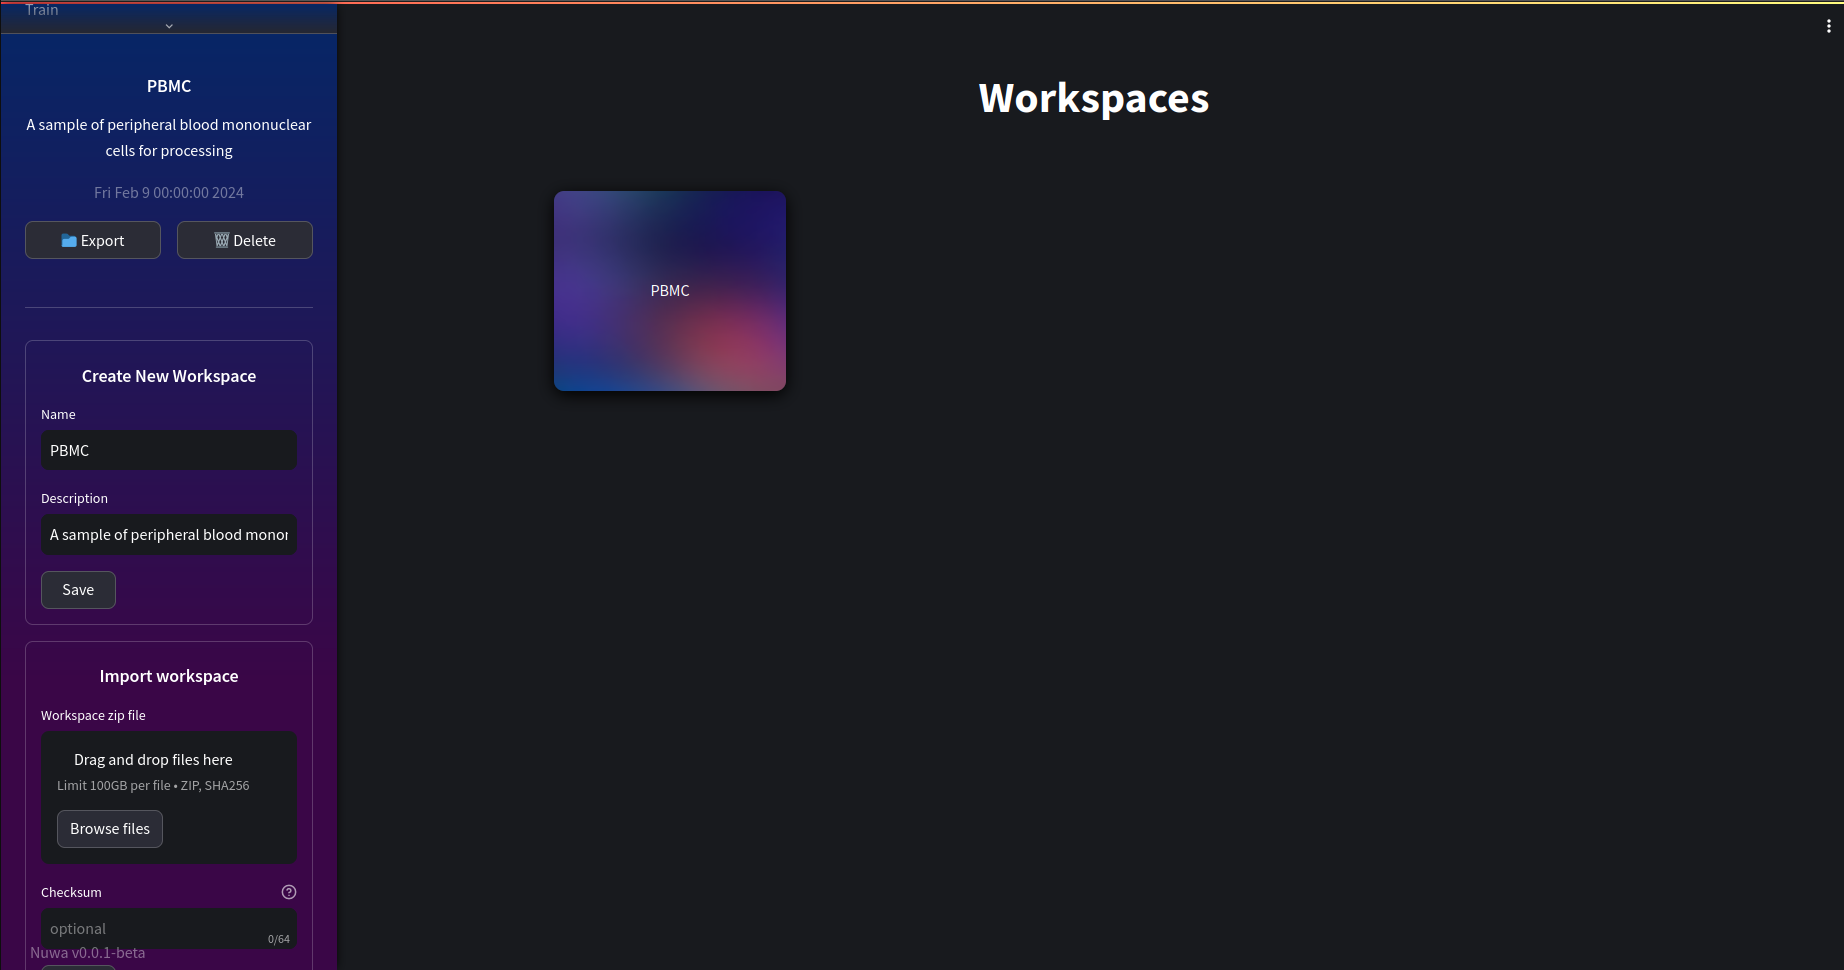 Train
PBMC
A sample of peripheral blood mononuclear
cells for processing
Fri Feb 9 00:00:00 2024
Export
Delete
Create New Workspace
Name
PBMC
Description
A sample of peripheral blood
Save
Import workspace
Workspace zip file
Drag and drop files here
Limit 100GB per file • ZIP, SHA256
Browse files
Checksum
optional
0/64
Nuwa v0.0.1-beta
Workspaces
PBMC